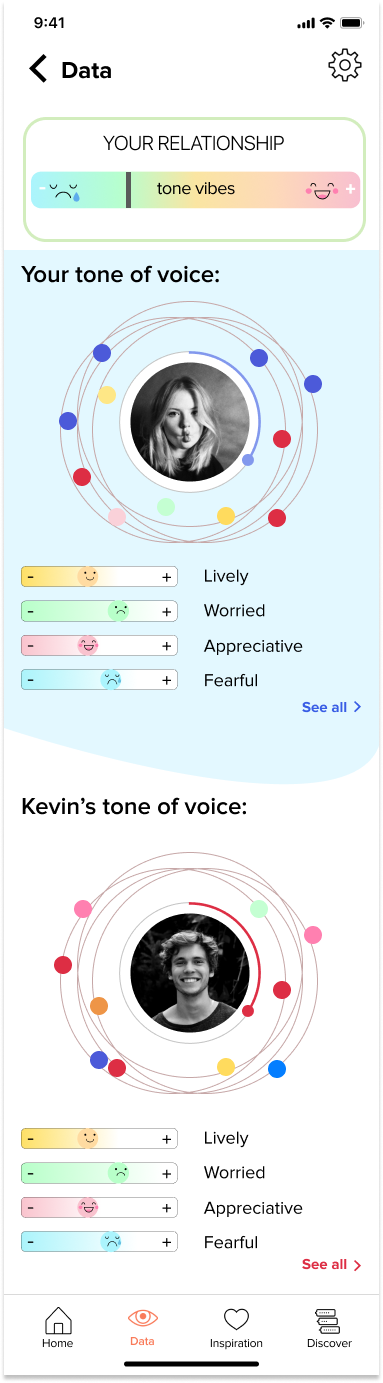 9:41
Data
YOUR RELATIONSHIP
- tone vibes +
Your tone of voice:
- + Lively
- + Worried
- + Appreciative
- + Fearful
See all
Kevin’s tone of voice:
- + Lively
- + Worried
- + Appreciative
- + Fearful
See all
Home Data Inspiration Discover